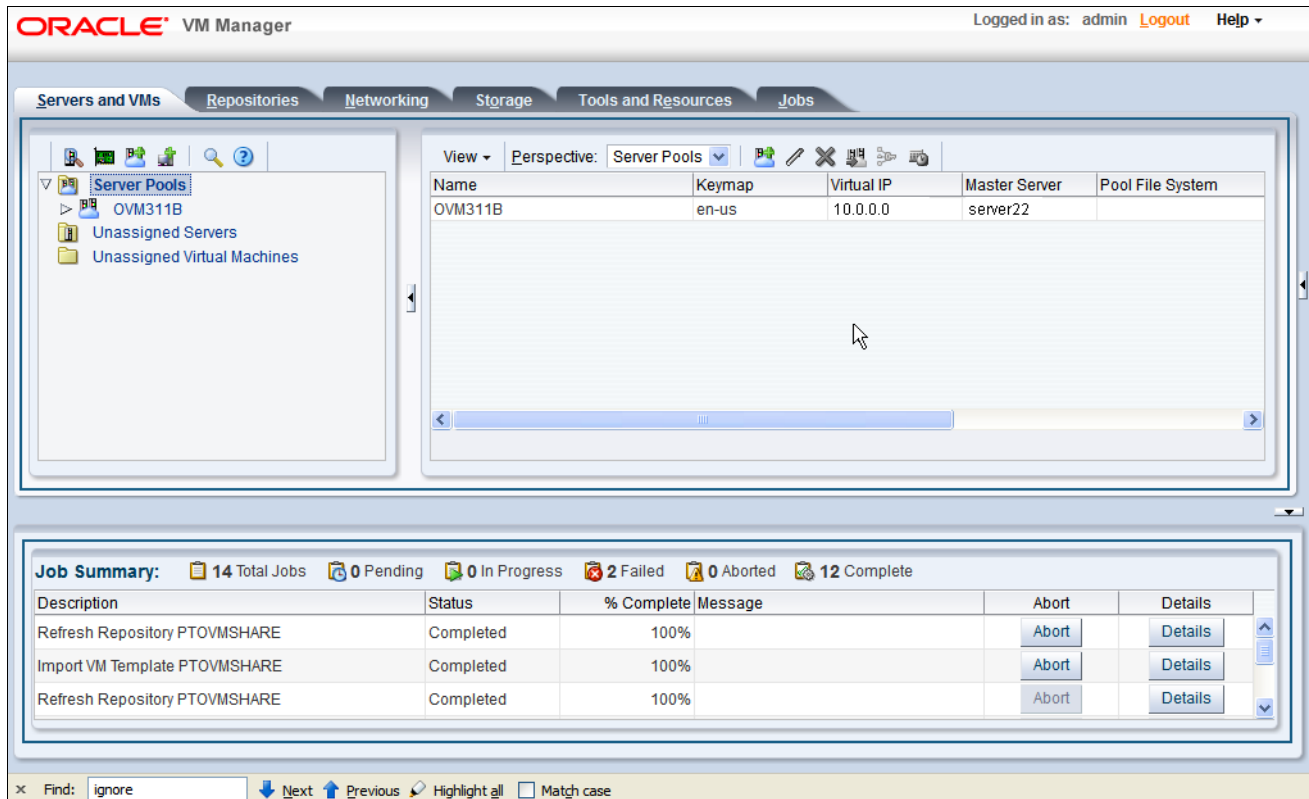 ORACLE VM Manager
Logged in as: admin Logout Help
Servers and VMs Repositories Networking Storage Tools and Resources Jobs
Server Pools
OVM311B
Unassigned Servers
Unassigned Virtual Machines
View Perspective: Server Pools
Name Keymap Virtual IP Master Server Pool File System
OVM311B en-us 10.0.0.0 server22
Job Summary: 14 Total Jobs 0 Pending 0 In Progress 2 Failed 0 Aborted 12 Complete
Description Status % Complete Message Abort Details
Refresh Repository PTOVMSHARE Completed 100% Abort Details
Import VM Template PTOVMSHARE Completed 100% Abort Details
Refresh Repository PTOVMSHARE Completed 100% Abort Details
× Find: ignore Next Previous Highlight all Match case